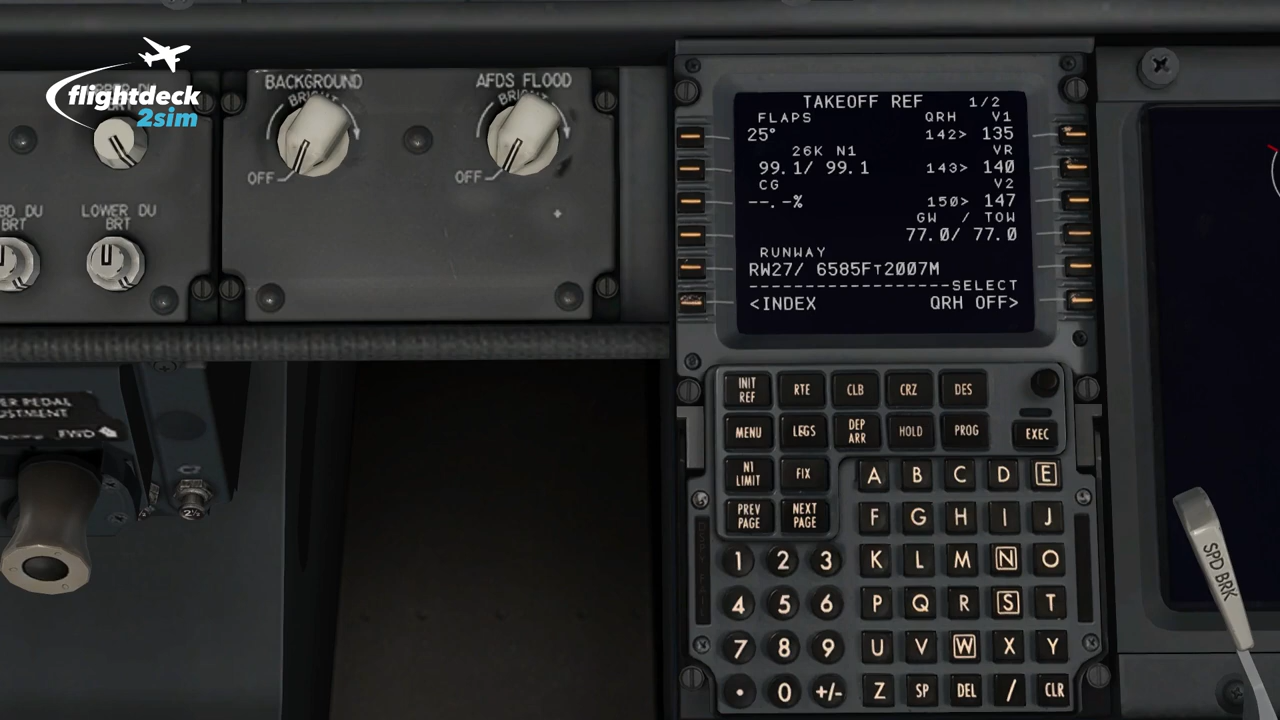 flightdeck
2sim
BACKGROUND
BRIGHT
OFF
AFDS FLOOD
BRIGHT
OFF
BRT
LOWER DU
BRT
TAKEOFF REF 1/2
FLAPS QRH V1
25° 142> 135
26K N1 VR
99.1/ 99.1 143> 140
CG V2
--.-% 150> 147
GW / TOW
77.0/ 77.0
RUNWAY
RW27/ 6585FT2007M
------------------SELECT
<INDEX QRH OFF>
INIT REF RTE CLB CRZ DES
MENU LEGS DEP ARR HOLD PROG EXEC
N1 LIMIT FIX A B C D E
PREV PAGE NEXT PAGE F G H I J
1 2 3 K L M N O
4 5 6 P Q R S T
7 8 9 U V W X Y
. 0 +/- Z SP DEL / CLR
PEDAL
FWD
SPD BRK